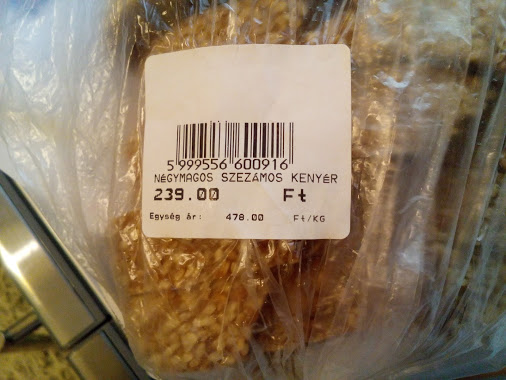 5 999556 600916
NéGYMAGOS SZEZÁMOS KENYéR
239.00 Ft
Egység ár: 478.00 Ft/KG